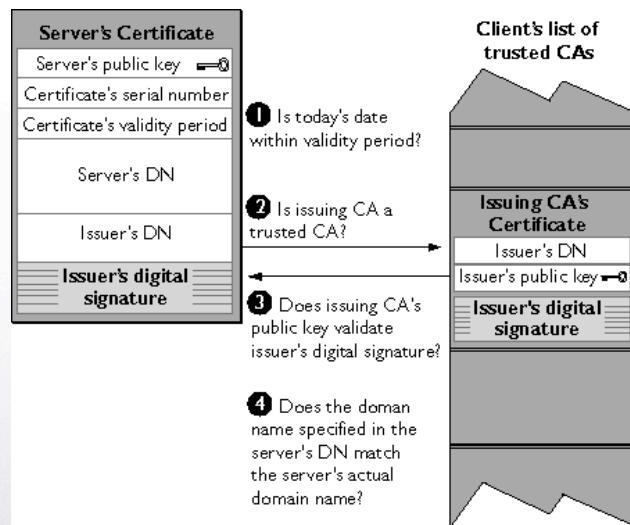 Server's Certificate
Server's public key
Certificate's serial number
Certificate's validity period
Server's DN
Issuer's DN
Issuer's digital
signature
1 Is today's date
within validity period?
2 Is issuing CA a
trusted CA?
3 Does issuing CA's
public key validate
issuer's digital signature?
4 Does the doman
name specified in the
server's DN match
the server's actual
domain name?
Client's list of
trusted CAs
Issuing CA's
Certificate
Issuer's DN
Issuer's public key
Issuer's digital
signature